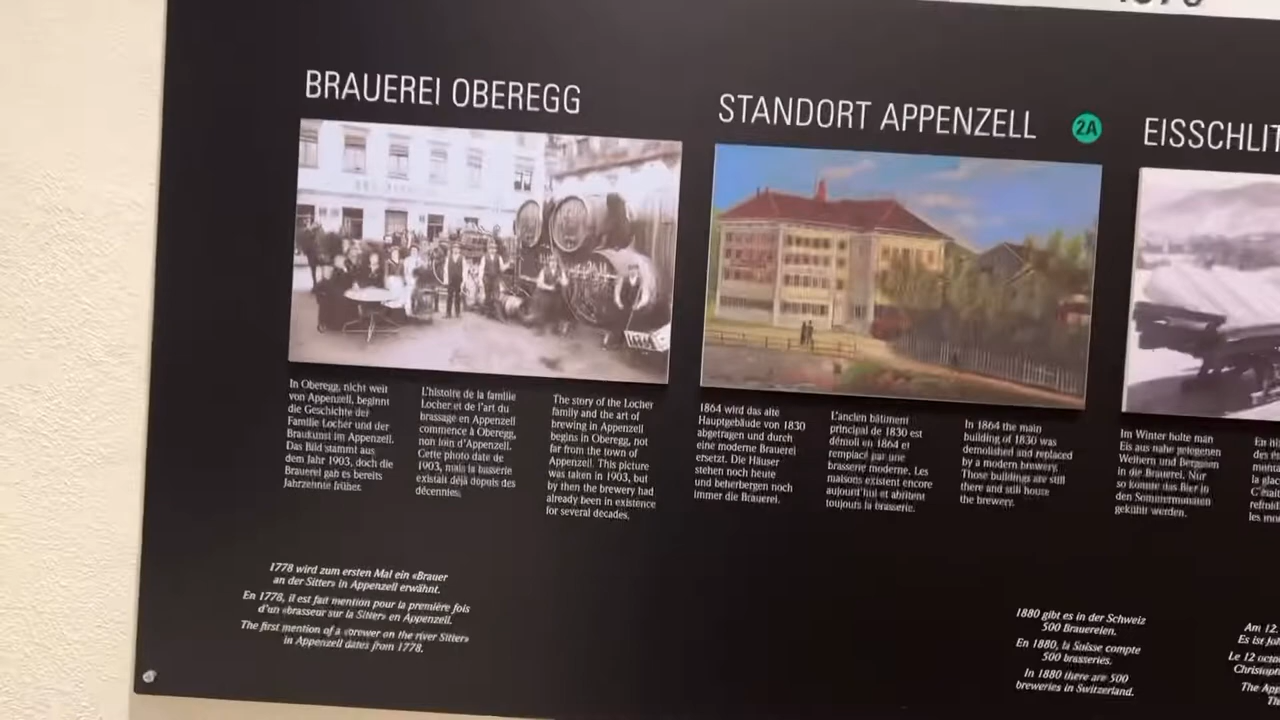 BRAUEREI OBEREGG
In Oberegg, nicht weit
von Appenzell, beginnt
die Geschichte der
Familie Locher und der
Braukunst im Appenzell.
Das Bild stammt aus
dem Jahr 1903, doch die
Brauerei gab es bereits
Jahrzehnte früher.
L'histoire de la famille
Locher et de l'art du
brassage en Appenzell
commence à Oberegg,
non loin d'Appenzell.
Cette photo date de
1903, mais la brasserie
existait déjà depuis des
décennies.
The story of the Locher
family and the art of
brewing in Appenzell
begins in Oberegg, not
far from the town of
Appenzell. This picture
was taken in 1903, but
by then the brewery had
already been in existence
for several decades.
1778 wird zum ersten Mal ein «Brauer
an der Sitter» in Appenzell erwähnt.
En 1778, il est fait mention pour la première fois
d'un «brasseur sur la Sitter» en Appenzell.
The first mention of a «brewer on the river Sitter»
in Appenzell dates from 1778.
STANDORT APPENZELL 2A
1864 wird das alte
Hauptgebäude von 1830
abgetragen und durch
eine moderne Brauerei
ersetzt. Die Häuser
stehen noch heute
und beherbergen noch
immer die Brauerei.
L'ancien bâtiment
principal de 1830 est
démoli en 1864 et
remplacé par une
brasserie moderne. Les
maisons existent encore
aujourd'hui et abritent
toujours la brasserie.
In 1864 the main
building of 1830 was
demolished and replaced
by a modern brewery.
Those buildings are still
there and still house
the brewery.
EISSCHLIT
Im Winter holte man
Eis aus nahe gelegenen
Weihern und Bergseen
in die Brauerei. Nur
so konnte das Bier in
den Sommermonaten
gekühlt werden.
1880 gibt es in der Schweiz
500 Brauereien.
En 1880, la Suisse compte
500 brasseries.
In 1880 there are 500
breweries in Switzerland.
Am 12.
Es ist
Le 12
The